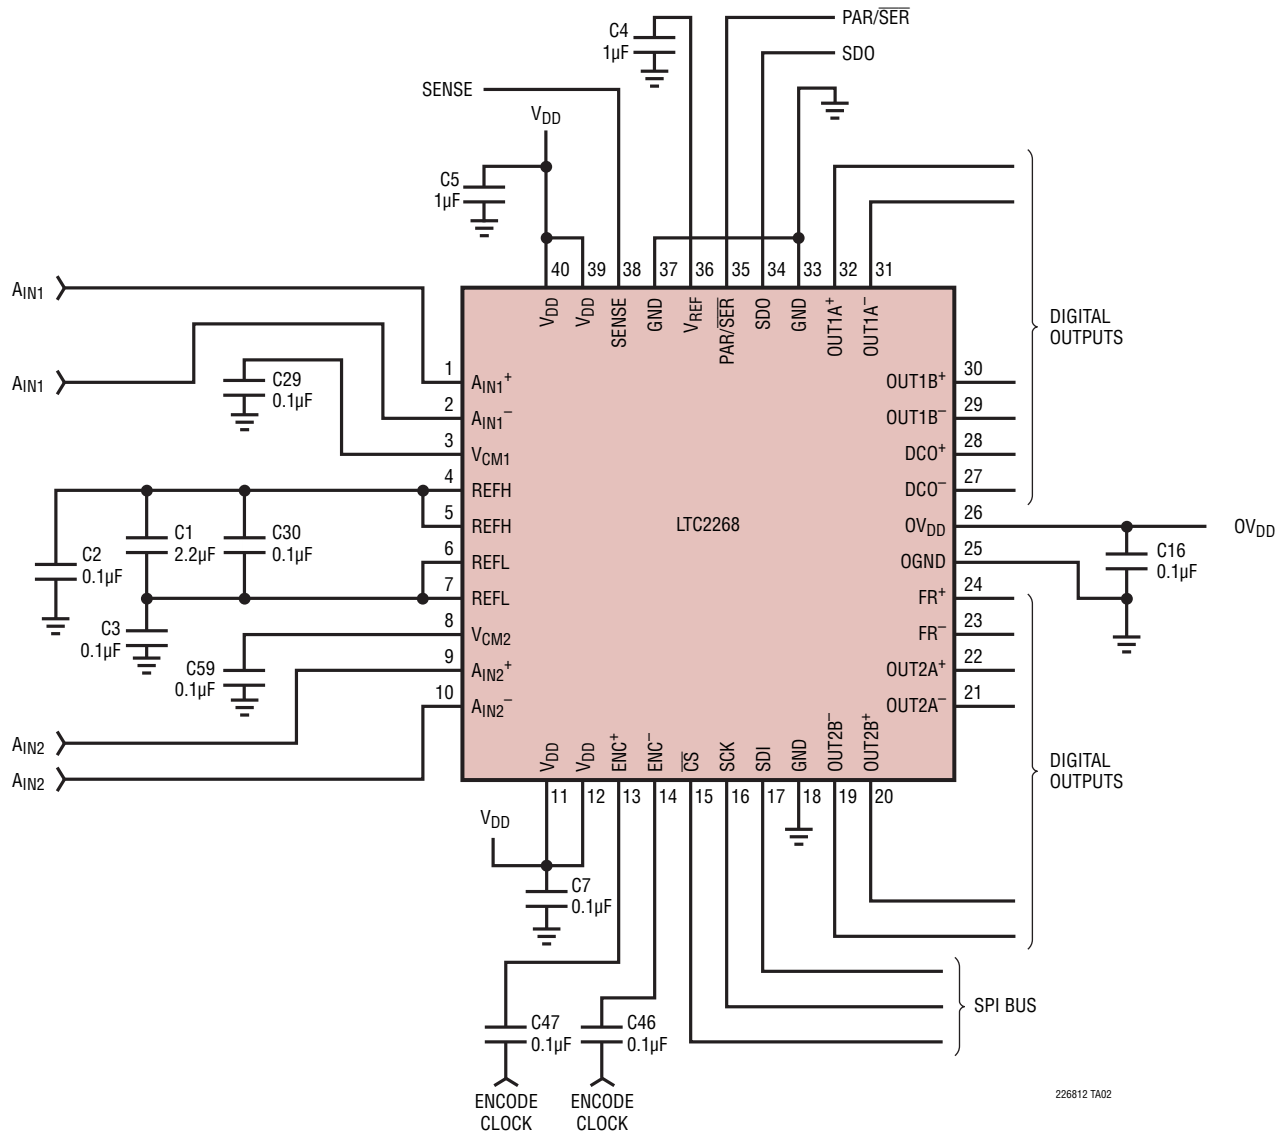 C4
1µF
PAR/SER
SDO
SENSE
VDD
C5
1µF
40 39 38 37 36 35 34 33 32 31
VDD VDD SENSE GND VREF PAR/SER SDO GND OUT1A+ OUT1A–
AIN1
AIN1
C29
0.1µF
1 AIN1+
2 AIN1–
3 VCM1
4 REFH
5 REFH
6 REFL
7 REFL
8 VCM2
9 AIN2+
10 AIN2–
C2
0.1µF
C1
2.2µF
C30
0.1µF
C3
0.1µF
C59
0.1µF
AIN2
AIN2
LTC2268
OUT1B+ 30
OUT1B– 29
DCO+ 28
DCO– 27
OVDD 26
OGND 25
FR+ 24
FR– 23
OUT2A+ 22
OUT2A– 21
DIGITAL
OUTPUTS
OVDD
C16
0.1µF
DIGITAL
OUTPUTS
VDD VDD ENC+ ENC– CS SCK SDI GND OUT2B– OUT2B+
11 12 13 14 15 16 17 18 19 20
VDD
C7
0.1µF
C47
0.1µF
C46
0.1µF
SPI BUS
ENCODE
CLOCK
ENCODE
CLOCK
226812 TA02